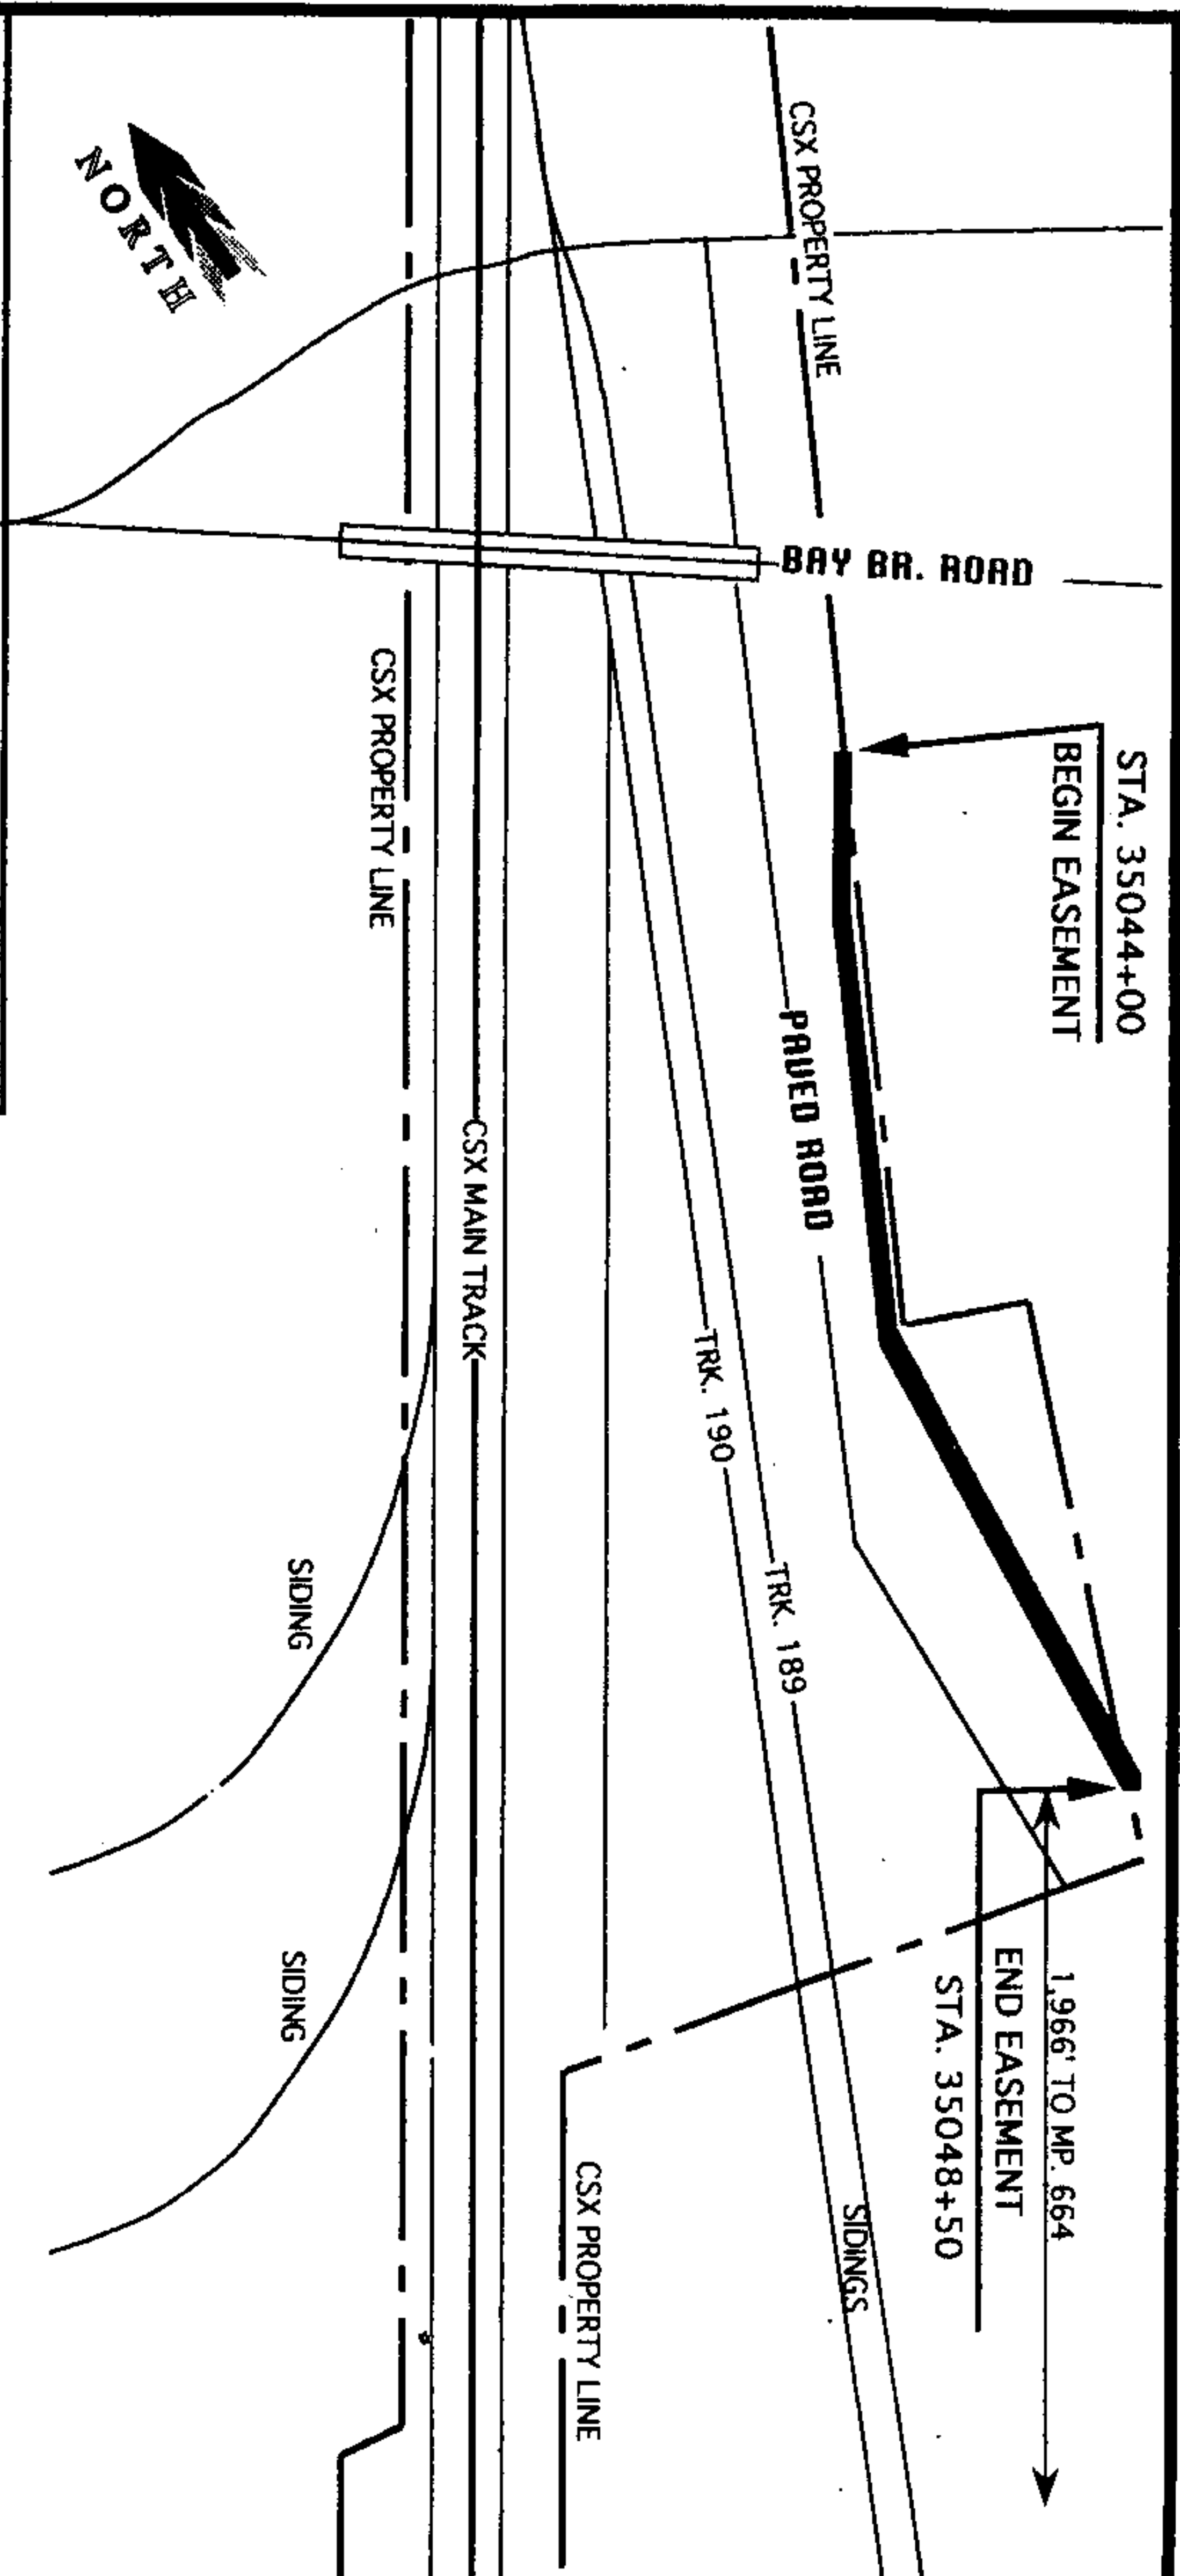 STA. 35044+00
BEGIN EASEMENT
1,966' TO MP. 664
END EASEMENT
STA. 35048+50
CSX PROPERTY LINE
BAY BR. ROAD
PAVED ROAD
TRK. 189
SIDINGS
TRK. 190
CSX PROPERTY LINE
CSX MAIN TRACK
CSX PROPERTY LINE
SIDING
SIDING
NORTH